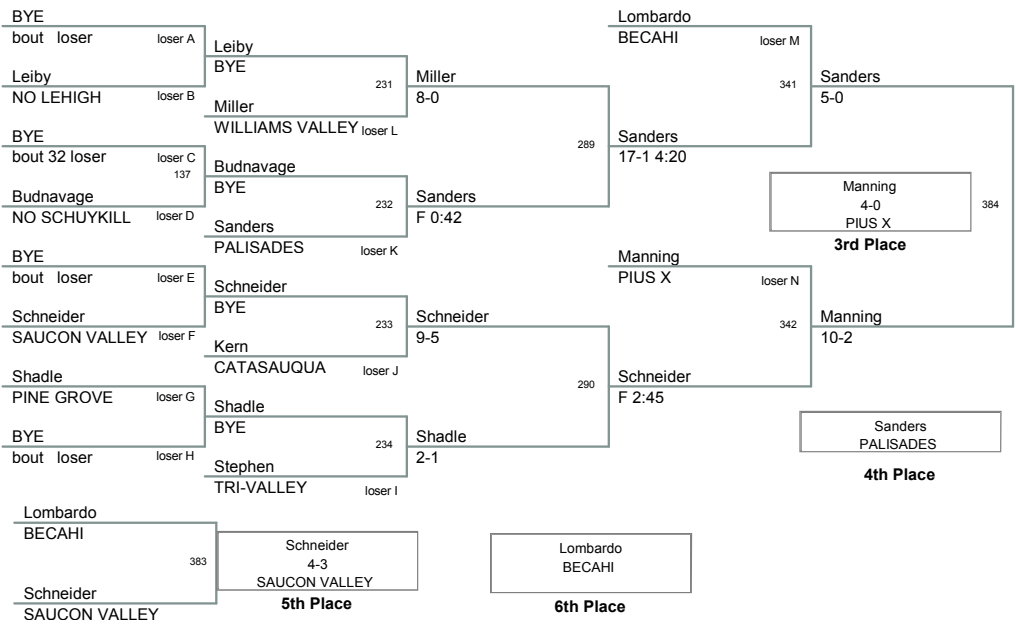 BYE
bout loser
loser A
Leiby
NO LEHIGH
loser B
BYE
bout 32 loser
loser C
137
Budnavage
NO SCHUYKILL
loser D
BYE
bout loser
loser E
Schneider
SAUCON VALLEY
loser F
Shadle
PINE GROVE
loser G
BYE
bout loser
loser H
Leiby
BYE
231
Miller
WILLIAMS VALLEY
loser L
Budnavage
BYE
232
Sanders
PALISADES
loser K
Schneider
BYE
233
Kern
CATASAUQUA
loser J
Shadle
BYE
234
Stephen
TRI-VALLEY
loser I
Miller
8-0
289
Sanders
F 0:42
Schneider
9-5
290
Shadle
2-1
Lombardo
BECAHI
loser M
341
Sanders
17-1 4:20
Manning
PIUS X
loser N
342
Schneider
F 2:45
Sanders
5-0
384
Manning
10-2
Manning
4-0
PIUS X
3rd Place
Sanders
PALISADES
4th Place
Lombardo
BECAHI
383
Schneider
SAUCON VALLEY
Schneider
4-3
SAUCON VALLEY
5th Place
Lombardo
BECAHI
6th Place